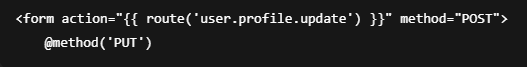 <form action="{{ route('user.profile.update') }}" method="POST">
@method('PUT')